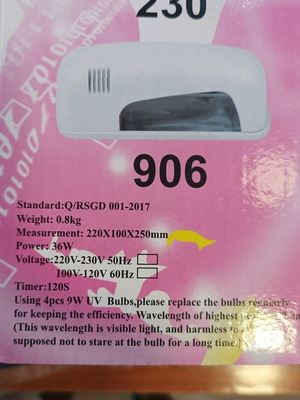 230
906
Standard:Q/RSGD 001-2017
Weight: 0.8kg
Measurement: 220X100X250mm
Power: 36W
Voltage:220V-230V 50Hz
100V-120V 60Hz
Timer:120S
Using 4pcs 9W UV Bulbs,please replace the bulbs regularly
for keeping the efficiency. Wavelength of highest
(This wavelength is visible light, and harmless to
supposed not to stare at the bulb for a long time.)